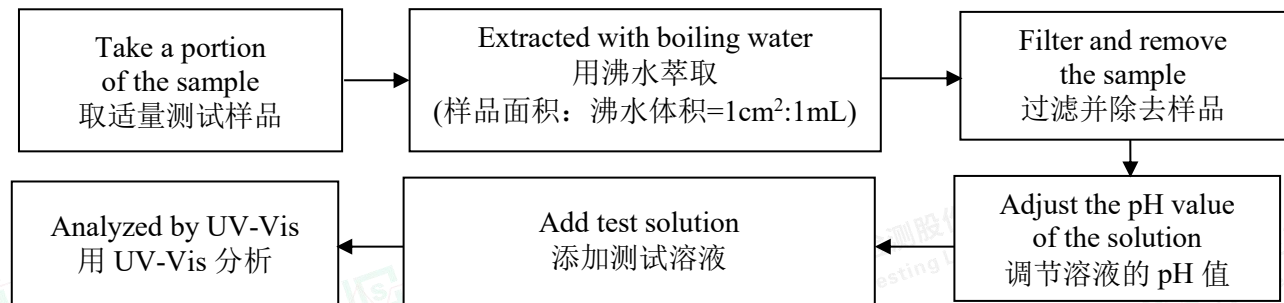 Take a portion
of the sample
取适量测试样品
Extracted with boiling water
用沸水萃取
(样品面积：沸水体积=1cm²:1mL)
Filter and remove
the sample
过滤并除去样品
Adjust the pH value
of the solution
调节溶液的 pH 值
Add test solution
添加测试溶液
Analyzed by UV-Vis
用 UV-Vis 分析